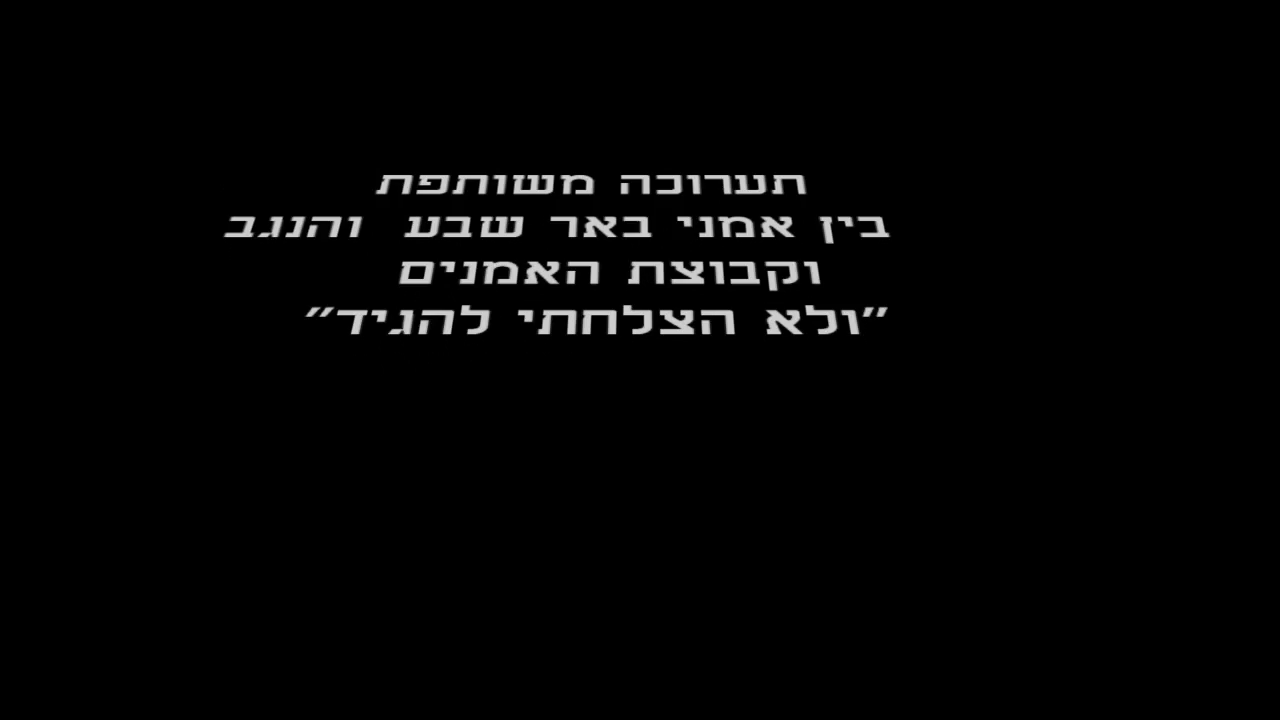 תערוכה משותפת
בין אמני באר שבע והנגב
וקבוצת האמנים
"ולא הצלחתי להגיד"